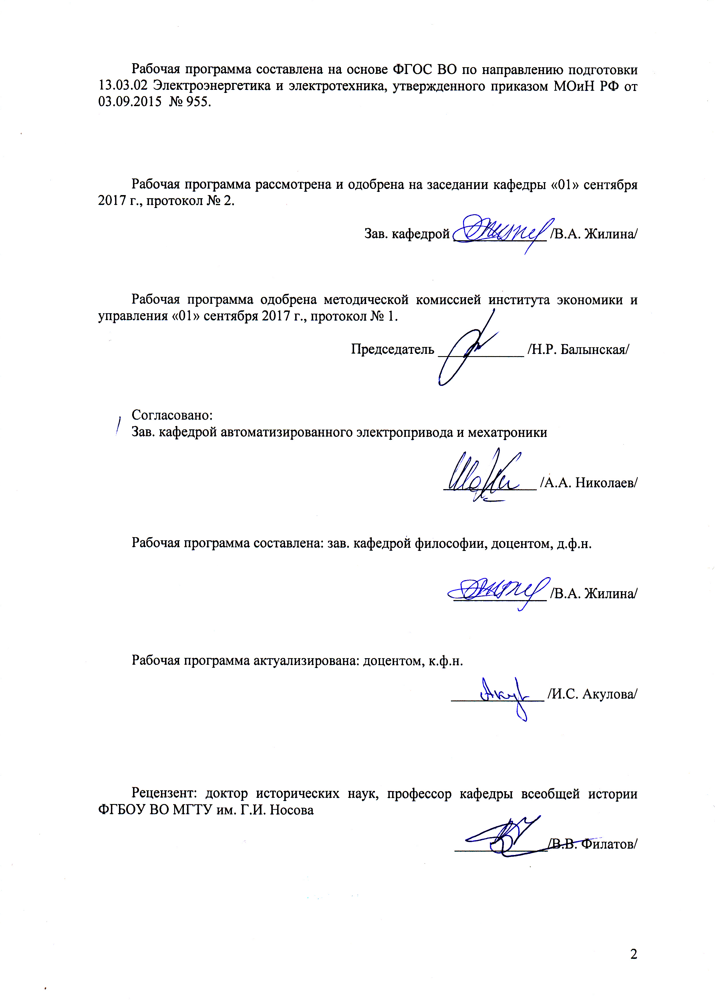 Рабочая программа составлена на основе ФГОС ВО по направлению подготовки
13.03.02 Электроэнергетика и электротехника, утвержденного приказом МОиН РФ от
03.09.2015 № 955.
Рабочая программа рассмотрена и одобрена на заседании кафедры «01» сентября
2017 г., протокол № 2.
Зав. кафедрой /В.А. Жилина/
Рабочая программа одобрена методической комиссией института экономики и
управления «01» сентября 2017 г., протокол № 1.
Председатель /Н.Р. Балынская/
Согласовано:
Зав. кафедрой автоматизированного электропривода и мехатроники
/А.А. Николаев/
Рабочая программа составлена: зав. кафедрой философии, доцентом, д.ф.н.
/В.А. Жилина/
Рабочая программа актуализирована: доцентом, к.ф.н.
/И.С. Акулова/
Рецензент: доктор исторических наук, профессор кафедры всеобщей истории
ФГБОУ ВО МГТУ им. Г.И. Носова
/В.В. Филатов/
2